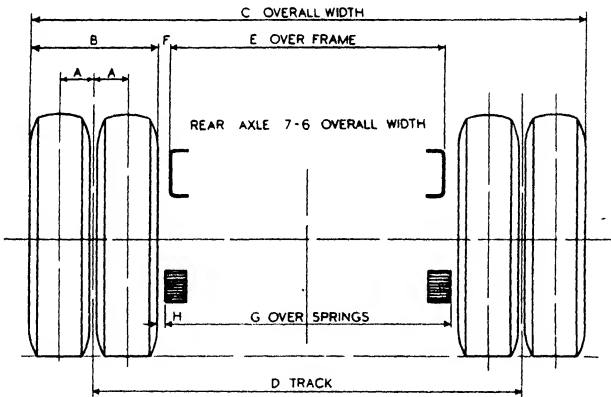 C OVERALL WIDTH
B F E OVER FRAME
A A
REAR AXLE 7-6 OVERALL WIDTH
H G OVER SPRINGS
D TRACK